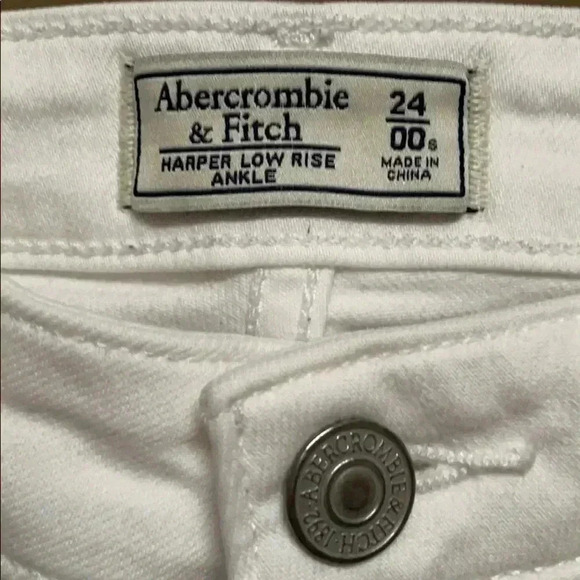 Abercrombie
& Fitch
HARPER LOW RISE
ANKLE
24
00s
MADE IN
CHINA
ABERCROMBIE & FITCH · 1892 ·